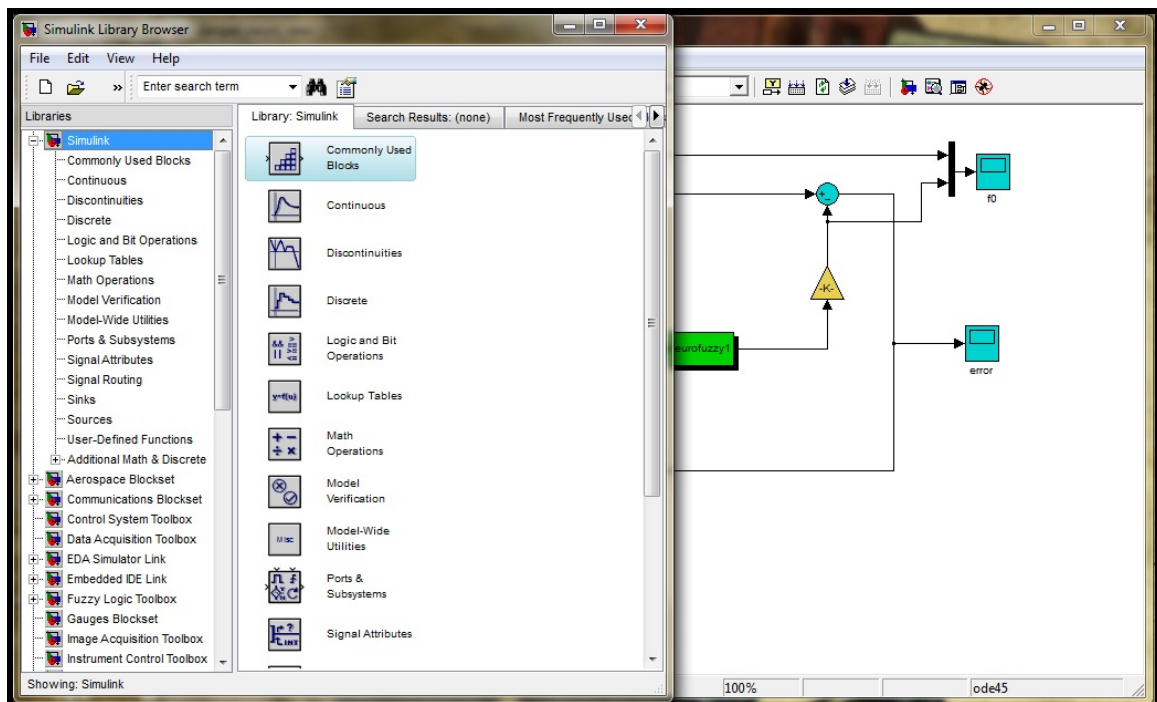 Simulink Library Browser
File Edit View Help
» Enter search term
Libraries
Simulink
Commonly Used Blocks
Continuous
Discontinuities
Discrete
Logic and Bit Operations
Lookup Tables
Math Operations
Model Verification
Model-Wide Utilities
Ports & Subsystems
Signal Attributes
Signal Routing
Sinks
Sources
User-Defined Functions
Additional Math & Discrete
Aerospace Blockset
Communications Blockset
Control System Toolbox
Data Acquisition Toolbox
EDA Simulator Link
Embedded IDE Link
Fuzzy Logic Toolbox
Gauges Blockset
Image Acquisition Toolbox
Instrument Control Toolbox
Library: Simulink Search Results: (none) Most Frequently Used
Commonly Used
Blocks
Continuous
Discontinuities
Discrete
Logic and Bit
Operations
y=f(u)
Lookup Tables
Math
Operations
Model
Verification
Misc
Model-Wide
Utilities
Ports &
Subsystems
Signal Attributes
Showing: Simulink
f0
-K-
eurofuzzy1
error
100% ode45